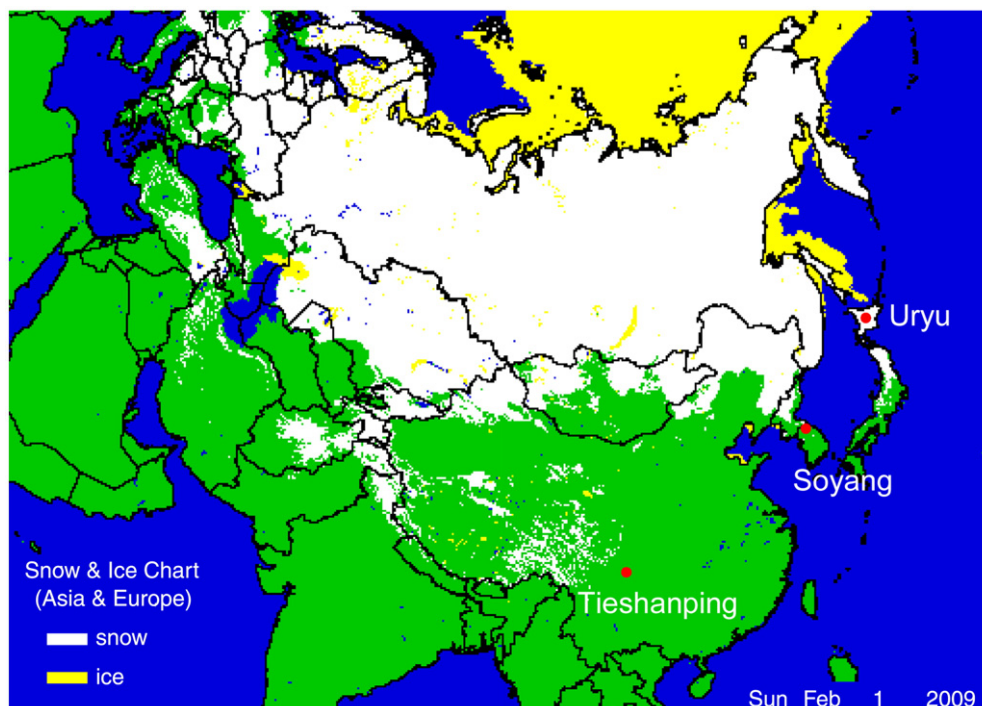 Uryu
Soyang
Tieshanping
Snow & Ice Chart
(Asia & Europe)
snow
ice
Sun Feb 1 2009